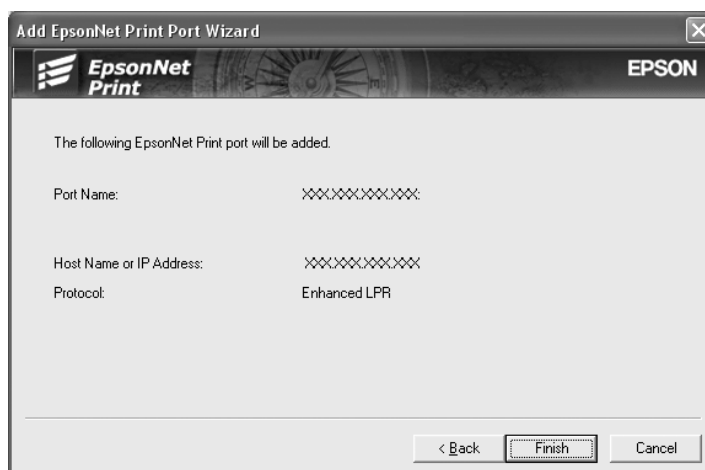 Add EpsonNet Print Port Wizard
EpsonNet
Print
EPSON
W E
The following EpsonNet Print port will be added.
Port Name: XXX.XXX.XXX.XXX:
Host Name or IP Address: XXX.XXX.XXX.XXX
Protocol: Enhanced LPR
< Back Finish Cancel